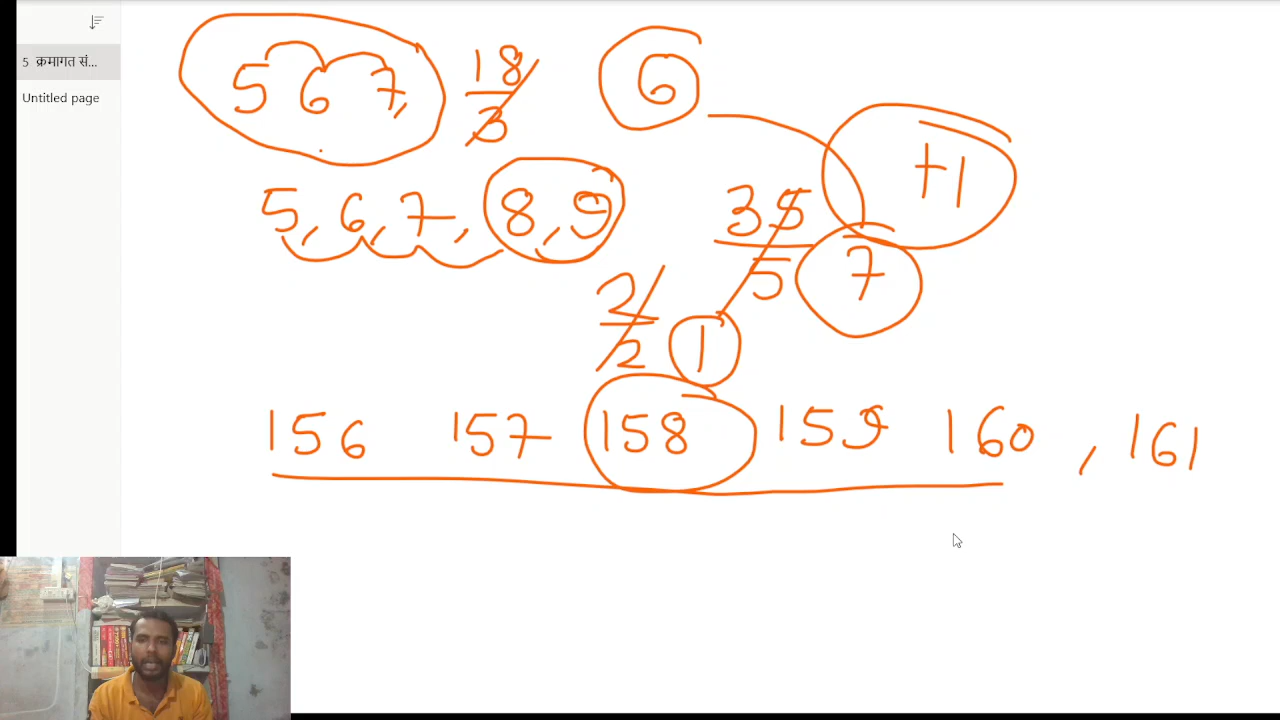 5 क्रमागत सं...
Untitled page
5 6 7, 18/3 6
+1
5, 6, 7, 8, 9 35/5 7
2/2 1
156 157 158 159 160 , 161